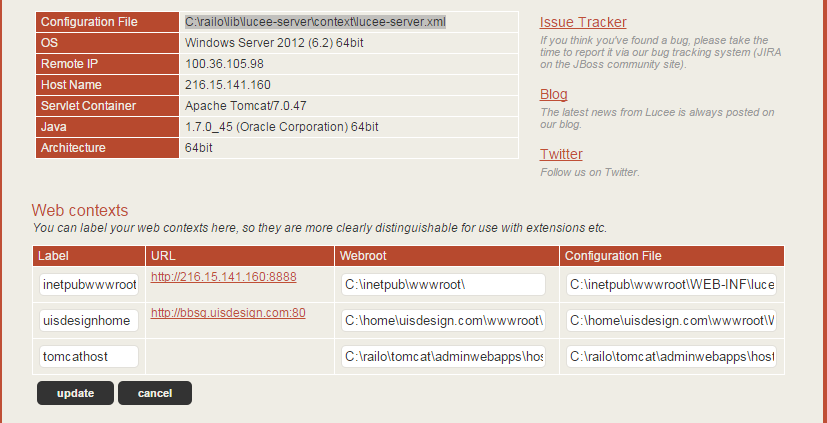 Configuration File C:\railo\lib\lucee-server\context\lucee-server.xml
OS Windows Server 2012 (6.2) 64bit
Remote IP 100.36.105.98
Host Name 216.15.141.160
Servlet Container Apache Tomcat/7.0.47
Java 1.7.0_45 (Oracle Corporation) 64bit
Architecture 64bit
Issue Tracker
If you think you've found a bug, please take the
time to report it via our bug tracking system (JIRA
on the JBoss community site).
Blog
The latest news from Lucee is always posted on
our blog.
Twitter
Follow us on Twitter.
Web contexts
You can label your web contexts here, so they are more clearly distinguishable for use with extensions etc.
Label URL Webroot Configuration File
inetpubwwwroot http://216.15.141.160:8888 C:\inetpub\wwwroot\ C:\inetpub\wwwroot\WEB-INF\luce
uisdesignhome http://bbsg.uisdesign.com:80 C:\home\uisdesign.com\wwwroot\ C:\home\uisdesign.com\wwwroot\W
tomcathost C:\railo\tomcat\adminwebapps\hos C:\railo\tomcat\adminwebapps\host
update cancel